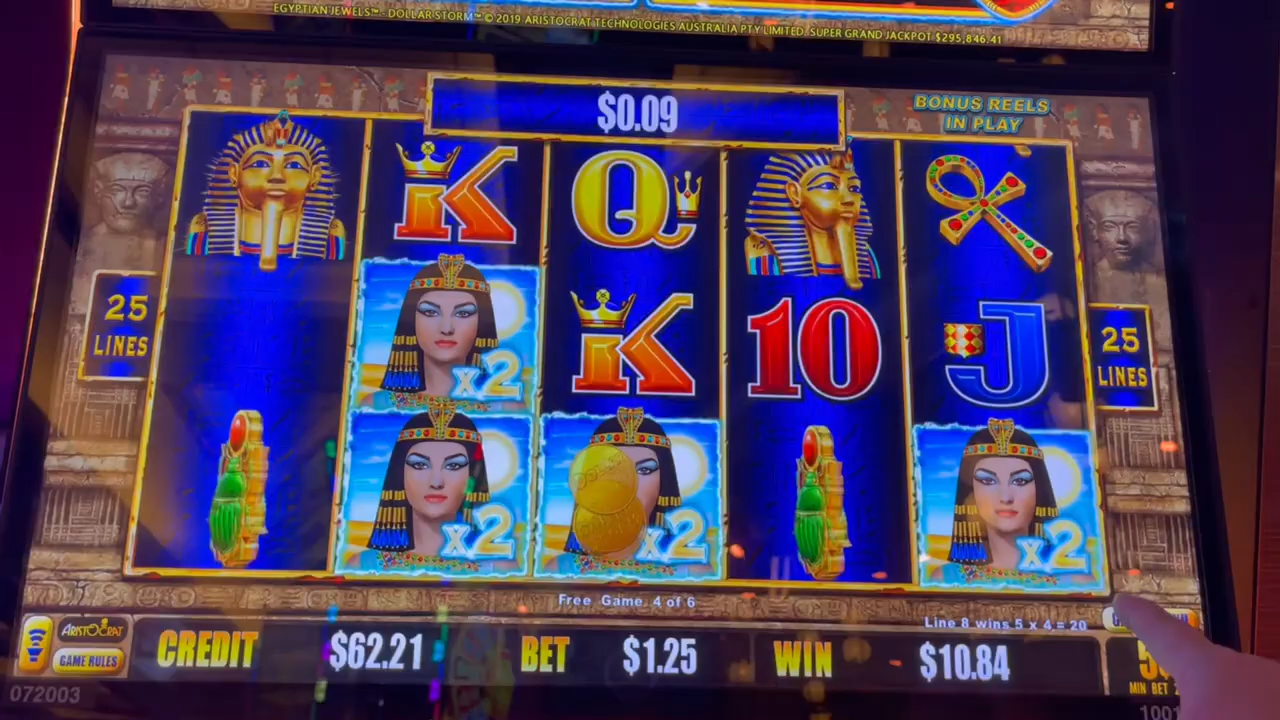 EGYPTIAN JEWELS™ - DOLLAR STORM™ © 2019 ARISTOCRAT TECHNOLOGIES AUSTRALIA PTY LIMITED SUPER GRAND JACKPOT $295,846.41
$0.09
BONUS REELS
IN PLAY
K
Q
25
LINES
x2
K
10
J
25
LINES
x2
x2
x2
Free Game 4 of 6
Line 8 wins 5 x 4 = 20
ARISTOCRAT
GAME RULES
CREDIT
$62.21
BET
$1.25
WIN
$10.84
MIN BET
072003